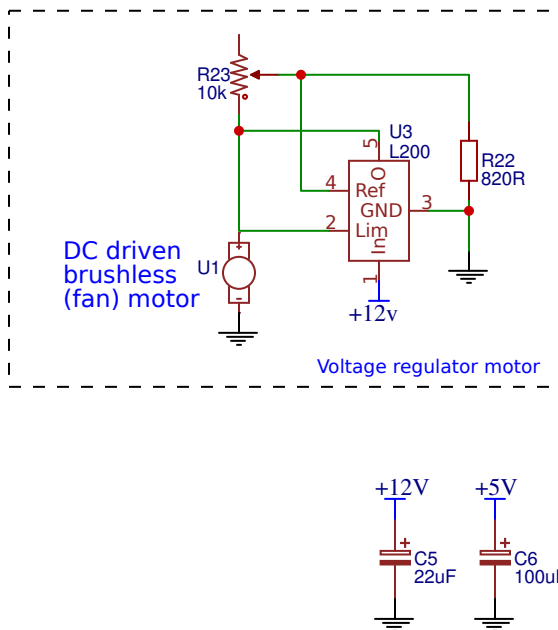 R23
10k
U3
L200
5
O
4
Ref
GND
3
2
Lim
In
1
R22
820R
DC driven
brushless
(fan) motor
U1
+
-
+12v
Voltage regulator motor
+12V
+5V
+
C5
22uF
+
C6
100u